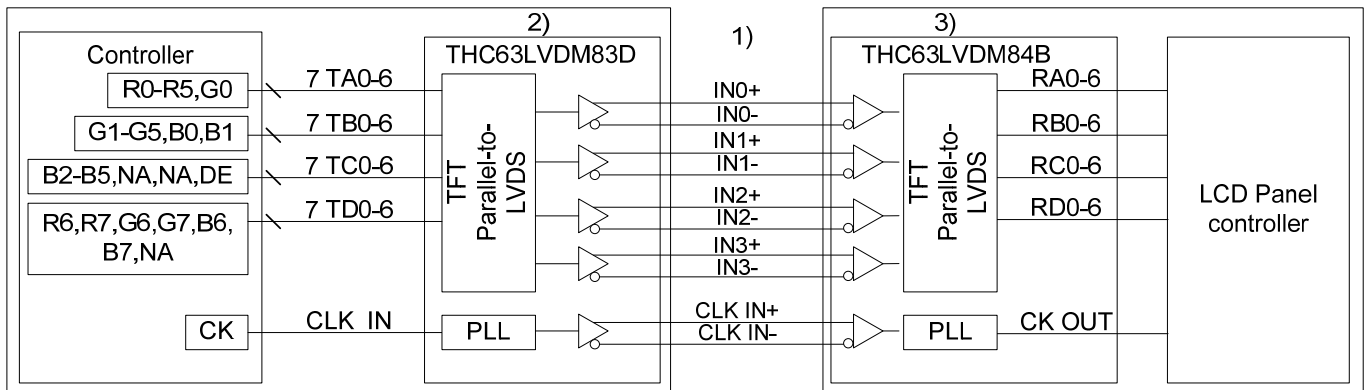 2)
1)
3)
Controller
THC63LVDM83D
THC63LVDM84B
R0-R5,G0
7 TA0-6
IN0+
IN0-
RA0-6
G1-G5,B0,B1
7 TB0-6
IN1+
IN1-
RB0-6
B2-B5,NA,NA,DE
7 TC0-6
IN2+
IN2-
RC0-6
R6,R7,G6,G7,B6,
B7,NA
7 TD0-6
IN3+
IN3-
RD0-6
TFT
Parallel-to-
LVDS
TFT
Parallel-to-
LVDS
LCD Panel
controller
CK
CLK IN
PLL
CLK IN+
CLK IN-
PLL
CK OUT